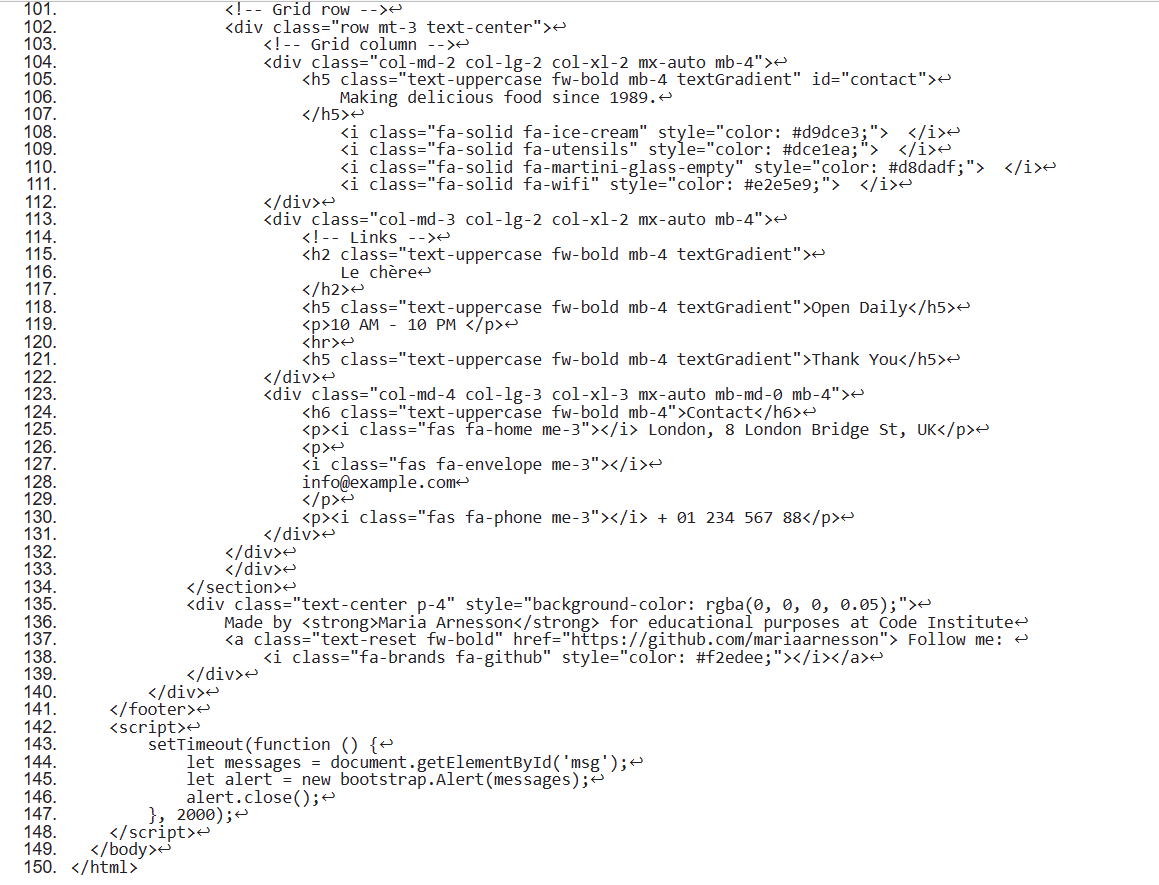 101. <!-- Grid row -->↩
102. <div class="row mt-3 text-center">↩
103. <!-- Grid column -->↩
104. <div class="col-md-2 col-lg-2 col-xl-2 mx-auto mb-4">↩
105. <h5 class="text-uppercase fw-bold mb-4 textGradient" id="contact">↩
106. Making delicious food since 1989.↩
107. </h5>↩
108. <i class="fa-solid fa-ice-cream" style="color: #d9dce3;">  </i>↩
109. <i class="fa-solid fa-utensils" style="color: #dce1ea;">  </i>↩
110. <i class="fa-solid fa-martini-glass-empty" style="color: #d8dadf;">  </i>↩
111. <i class="fa-solid fa-wifi" style="color: #e2e5e9;">  </i>↩
112. </div>↩
113. <div class="col-md-3 col-lg-2 col-xl-2 mx-auto mb-4">↩
114. <!-- Links -->↩
115. <h2 class="text-uppercase fw-bold mb-4 textGradient">↩
116. Le chère↩
117. </h2>↩
118. <h5 class="text-uppercase fw-bold mb-4 textGradient">Open Daily</h5>↩
119. <p>10 AM - 10 PM </p>↩
120. <hr>↩
121. <h5 class="text-uppercase fw-bold mb-4 textGradient">Thank You</h5>↩
122. </div>↩
123. <div class="col-md-4 col-lg-3 col-xl-3 mx-auto mb-md-0 mb-4">↩
124. <h6 class="text-uppercase fw-bold mb-4">Contact</h6>↩
125. <p><i class="fas fa-home me-3"></i> London, 8 London Bridge St, UK</p>↩
126. <p>↩
127. <i class="fas fa-envelope me-3"></i>↩
128. info@example.com↩
129. </p>↩
130. <p><i class="fas fa-phone me-3"></i> + 01 234 567 88</p>↩
131. </div>↩
132. </div>↩
133. </div>↩
134. </section>↩
135. <div class="text-center p-4" style="background-color: rgba(0, 0, 0, 0.05);">↩
136. Made by <strong>Maria Arnesson</strong> for educational purposes at Code Institute↩
137. <a class="text-reset fw-bold" href="https://github.com/mariaarnesson"> Follow me: ↩
138. <i class="fa-brands fa-github" style="color: #f2edee;"></i></a>↩
139. </div>↩
140. </div>↩
141. </footer>↩
142. <script>↩
143. setTimeout(function () {↩
144. let messages = document.getElementById('msg');↩
145. let alert = new bootstrap.Alert(messages);↩
146. alert.close();↩
147. }, 2000);↩
148. </script>↩
149. </body>↩
150. </html>